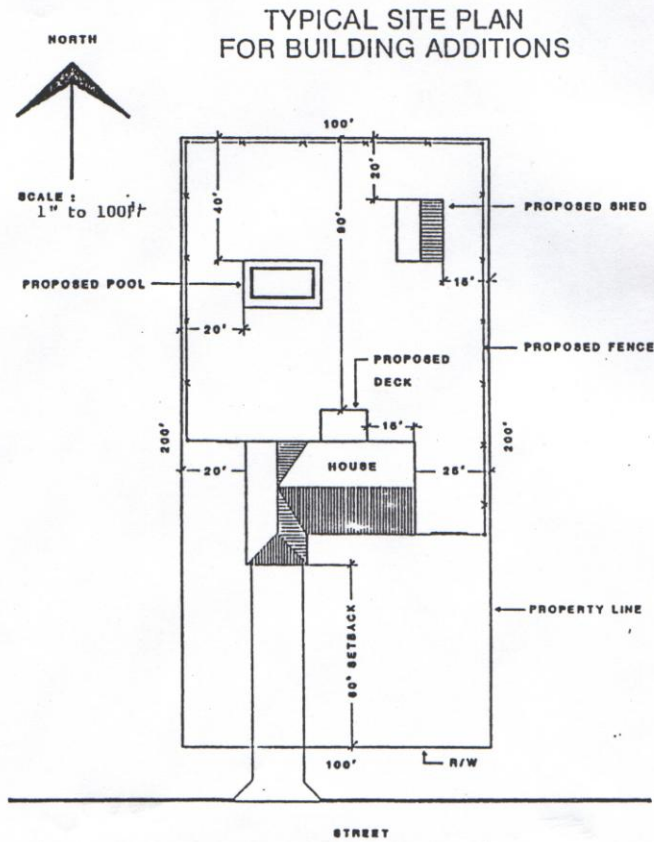 TYPICAL SITE PLAN
FOR BUILDING ADDITIONS
NORTH
SCALE :
1" to 100ft
100'
40'
90'
20'
PROPOSED SHED
15'
PROPOSED POOL
20'
PROPOSED FENCE
PROPOSED
DECK
15'
200'
200'
20'
HOUSE
25'
60' SETBACK
PROPERTY LINE
100'
R/W
STREET